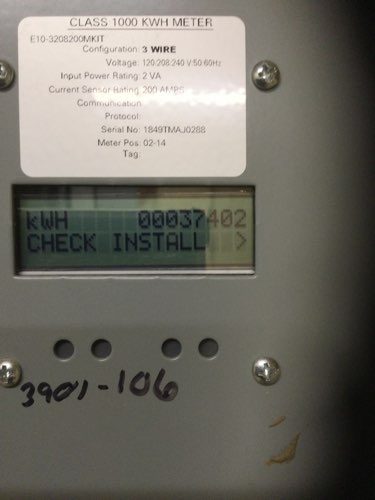 CLASS 1000 KWH METER
E10-3208200MKIT
Configuration: 3 WIRE
Voltage: 120:208:240 V:50:60Hz
Input Power Rating: 2 VA
Current Sensor Rating: 200 AMPS
Communication
Protocol:
Serial No: 1849TMAJ0288
Meter Pos: 02-14
Tag:
kWH 00037402
CHECK INSTALL >
3901-106